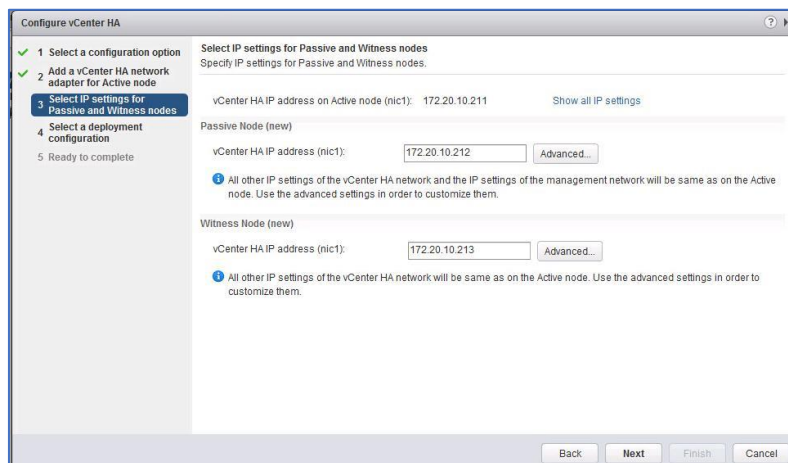 Configure vCenter HA
?
1 Select a configuration option
2 Add a vCenter HA network
adapter for Active node
3 Select IP settings for
Passive and Witness nodes
4 Select a deployment
configuration
5 Ready to complete
Select IP settings for Passive and Witness nodes
Specify IP settings for Passive and Witness nodes.
vCenter HA IP address on Active node (nic1): 172.20.10.211 Show all IP settings
Passive Node (new)
vCenter HA IP address (nic1): 172.20.10.212 Advanced...
All other IP settings of the vCenter HA network and the IP settings of the management network will be same as on the Active
node. Use the advanced settings in order to customize them.
Witness Node (new)
vCenter HA IP address (nic1): 172.20.10.213 Advanced...
All other IP settings of the vCenter HA network will be same as on the Active node. Use the advanced settings in order to
customize them.
Back Next Finish Cancel